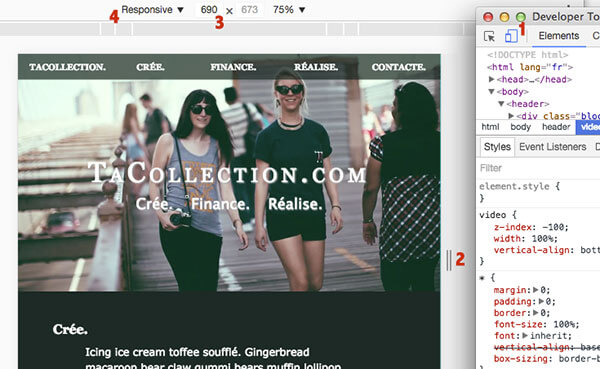 Responsive ▼ 690 × 673 75% ▼
4
3
Developer To
1
Elements
<!DOCTYPE html>
<html lang="fr">
▶<head>…</head>
▼<body>
▼<header>
▶<div class="bloc
html body header vide
Styles Event Listeners D
Filter
element.style {
}
video {
z-index: -100;
width: 100%;
vertical-align: bott
}
* {
margin:▶0;
padding:▶0;
border:▶0;
font-size: 100%;
font:▶inherit;
vertical-align: base
box-sizing: border-b
2
TACOLLECTION. CRÉE. FINANCE. RÉALISE. CONTACTE.
TACOLLECTION.COM
Crée. Finance. Réalise.
Crée.
Icing ice cream toffee soufflé. Gingerbread
macaroon bear claw gummi bears muffin lollipop